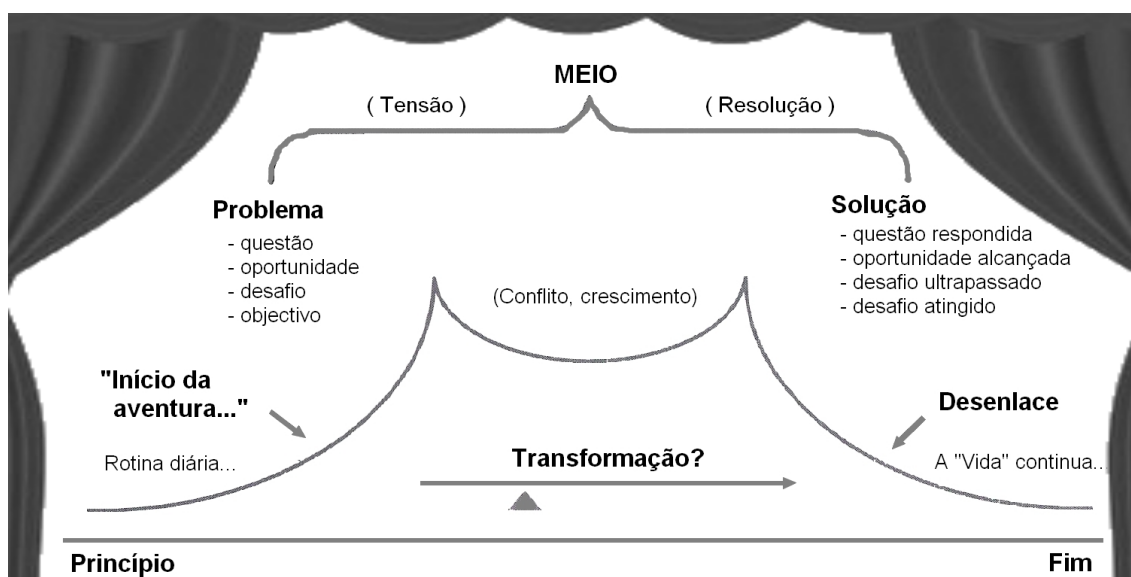 MEIO
( Tensão )
( Resolução )
Problema
- questão
- oportunidade
- desafio
- objectivo
Solução
- questão respondida
- oportunidade alcançada
- desafio ultrapassado
- desafio atingido
(Conflito, crescimento)
"Início da
aventura..."
Desenlace
Rotina diária...
Transformação?
A "Vida" continua..
Princípio
Fim